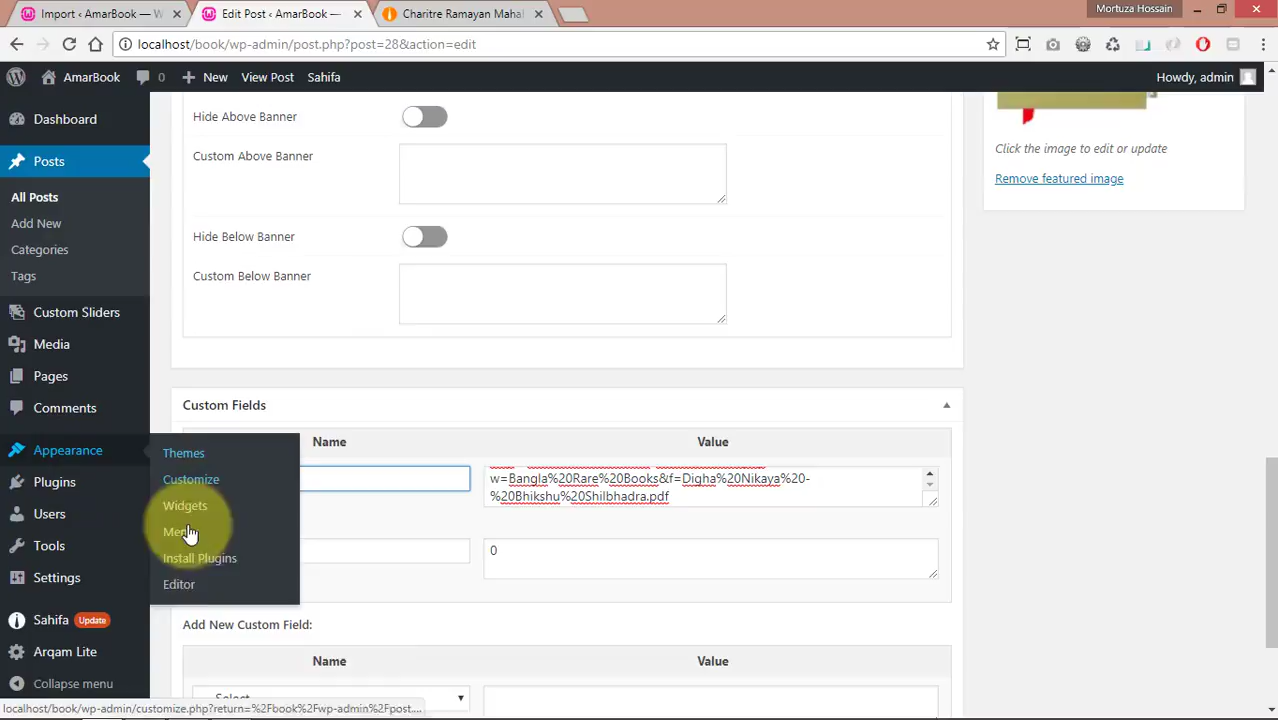 Import ‹ AmarBook — W
Edit Post ‹ AmarBook —
Charitre Ramayan Mahal
Mortuza Hossain
localhost/book/wp-admin/post.php?post=28&action=edit
AmarBook
0
New
View Post
Sahifa
Howdy, admin
Dashboard
Posts
All Posts
Add New
Categories
Tags
Custom Sliders
Media
Pages
Comments
Appearance
Plugins
Users
Tools
Settings
Sahifa Update
Arqam Lite
Collapse menu
Themes
Customize
Widgets
Install Plugins
Editor
Hide Above Banner
Custom Above Banner
Hide Below Banner
Custom Below Banner
Custom Fields
Name Value
w=Bangla%20Rare%20Books&f=Digha%20Nikaya%20-
%20Bhikshu%20Shilbhadra.pdf
0
Add New Custom Field:
Name Value
Select
Click the image to edit or update
Remove featured image
localhost/book/wp-admin/customize.php?return=%2Fbook%2Fwp-admin%2Fpost...